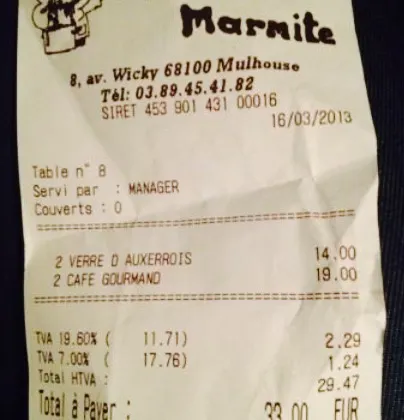 Marmite
8, av. Wicky 68100 Mulhouse
Tél: 03.89.45.41.82
SIRET 453 901 431 00016
16/03/2013
Table n° 8
Servi par : MANAGER
Couverts : 0
2 VERRE D AUXERROIS 14.00
2 CAFE GOURMAND 19.00
TVA 19.60% ( 11.71) 2.29
TVA 7.00% ( 17.76) 1.24
Total HTVA : 29.47
Total à Payer : 33.00 EUR